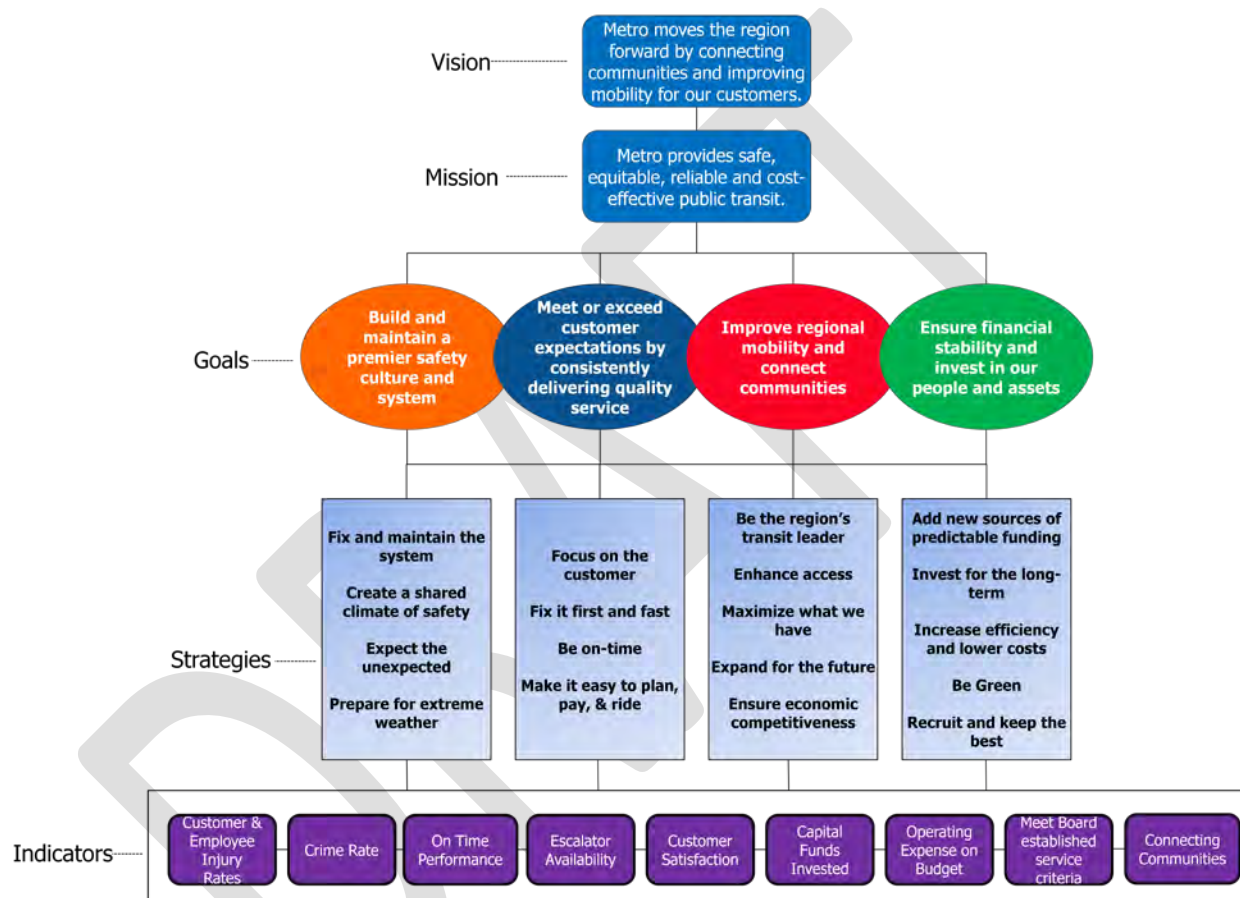 Vision
Metro moves the region
forward by connecting
communities and improving
mobility for our customers.
Mission
Metro provides safe,
equitable, reliable and cost-
effective public transit.
Goals
Build and
maintain a
premier safety
culture and
system
Meet or exceed
customer
expectations by
consistently
delivering quality
service
Improve regional
mobility and
connect
communities
Ensure financial
stability and
invest in our
people and assets
Strategies
Fix and maintain the
system
Create a shared
climate of safety
Expect the
unexpected
Prepare for extreme
weather
Focus on the
customer
Fix it first and fast
Be on-time
Make it easy to plan,
pay, & ride
Be the region's
transit leader
Enhance access
Maximize what we
have
Expand for the future
Ensure economic
competitiveness
Add new sources of
predictable funding
Invest for the long-
term
Increase efficiency
and lower costs
Be Green
Recruit and keep the
best
Indicators
Customer &
Employee
Injury
Rates
Crime Rate
On Time
Performance
Escalator
Availability
Customer
Satisfaction
Capital
Funds
Invested
Operating
Expense on
Budget
Meet Board
established
service
criteria
Connecting
Communities
DRAFT